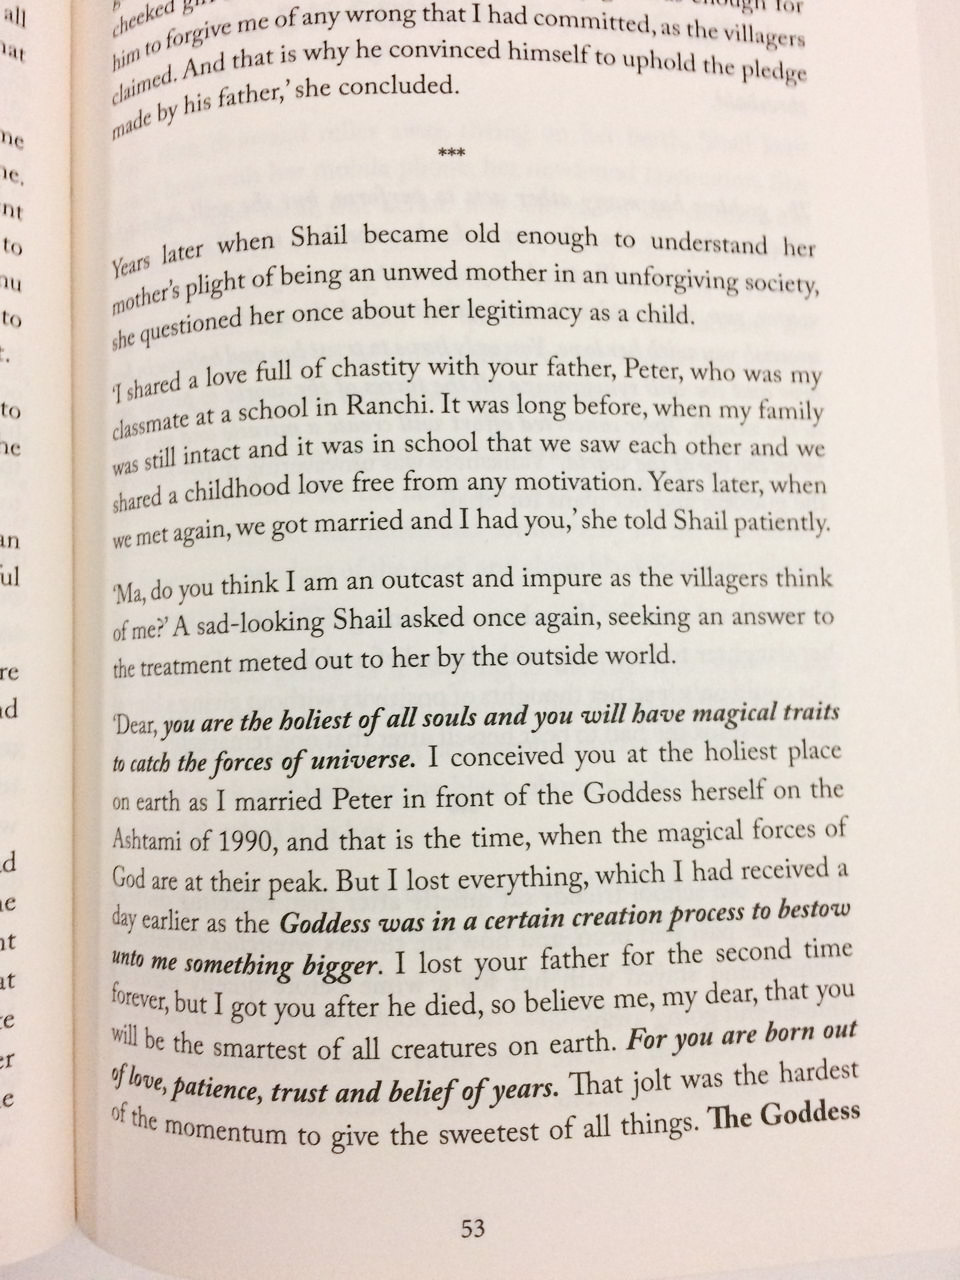 cheeked
him to forgive me of any wrong that I had committed, as the villagers
claimed. And that is why he convinced himself to uphold the pledge
made by his father,' she concluded.
***
Years later when Shail became old enough to understand her
mother's plight of being an unwed mother in an unforgiving society,
she questioned her once about her legitimacy as a child.
'I shared a love full of chastity with your father, Peter, who was my
classmate at a school in Ranchi. It was long before, when my family
was still intact and it was in school that we saw each other and we
shared a childhood love free from any motivation. Years later, when
we met again, we got married and I had you,' she told Shail patiently.
'Ma, do you think I am an outcast and impure as the villagers think
of me?' A sad-looking Shail asked once again, seeking an answer to
the treatment meted out to her by the outside world.
'Dear, you are the holiest of all souls and you will have magical traits
to catch the forces of universe. I conceived you at the holiest place
on earth as I married Peter in front of the Goddess herself on the
Ashtami of 1990, and that is the time, when the magical forces of
God are at their peak. But I lost everything, which I had received a
day earlier as the Goddess was in a certain creation process to bestow
unto me something bigger. I lost your father for the second time
forever, but I got you after he died, so believe me, my dear, that you
will be the smartest of all creatures on earth. For you are born out
of love, patience, trust and belief of years. That jolt was the hardest
of the momentum to give the sweetest of all things. The Goddess
53